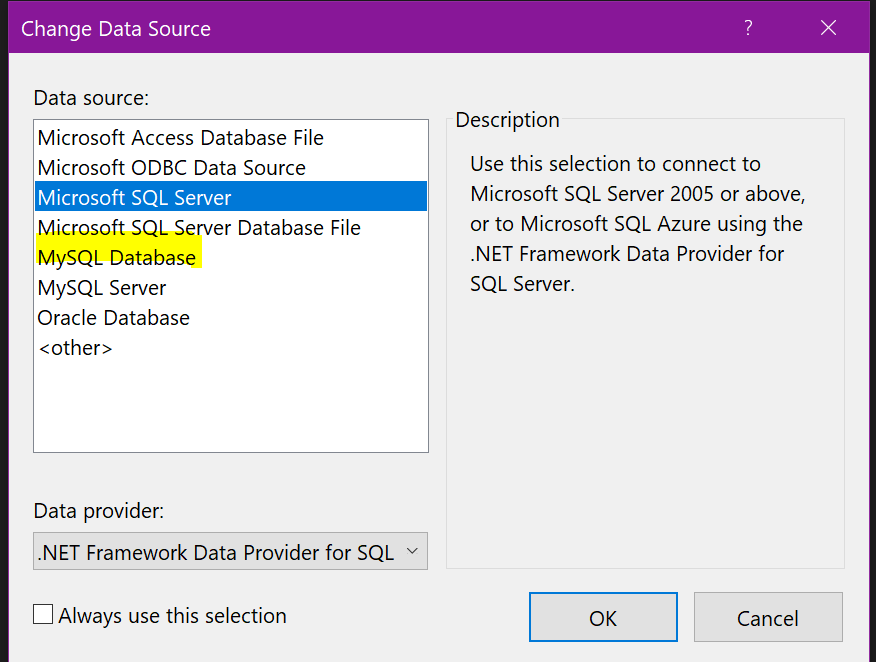 Change Data Source
?
Data source:
Microsoft Access Database File
Microsoft ODBC Data Source
Microsoft SQL Server
Microsoft SQL Server Database File
MySQL Database
MySQL Server
Oracle Database
<other>
Description
Use this selection to connect to
Microsoft SQL Server 2005 or above,
or to Microsoft SQL Azure using the
.NET Framework Data Provider for
SQL Server.
Data provider:
.NET Framework Data Provider for SQL
Always use this selection
OK
Cancel